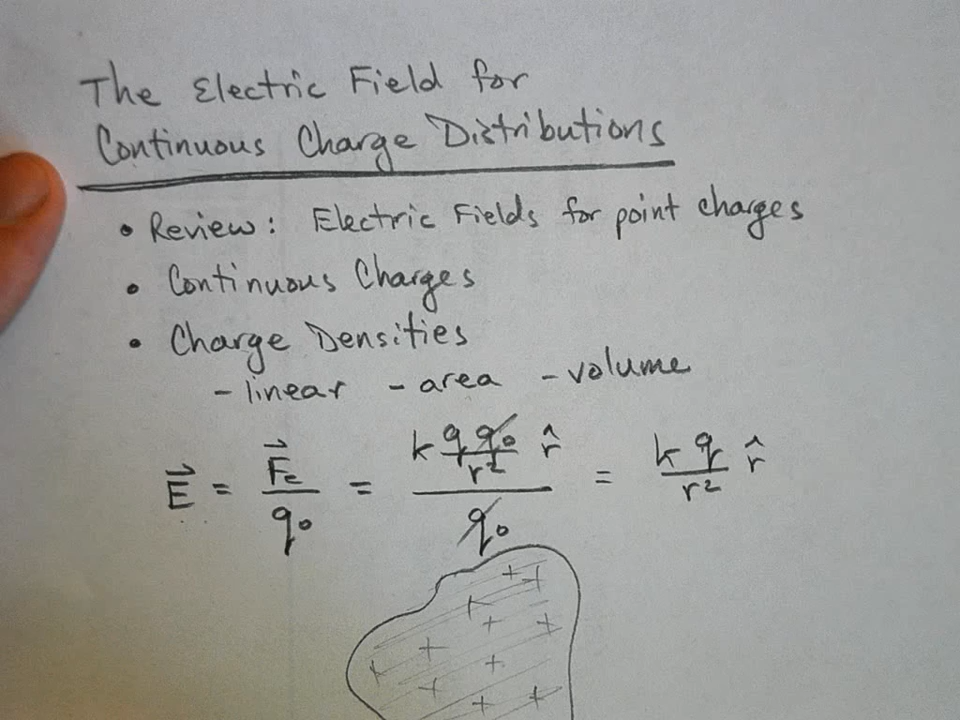 The Electric Field for
Continuous Charge Distributions
• Review: Electric Fields for point charges
• Continuous Charges
• Charge Densities
- linear - area - volume
E⃗ = F⃗e / q0 = (k q q0 / r² r̂) / q0 = k q / r² r̂
+ + + + + + + + + + +